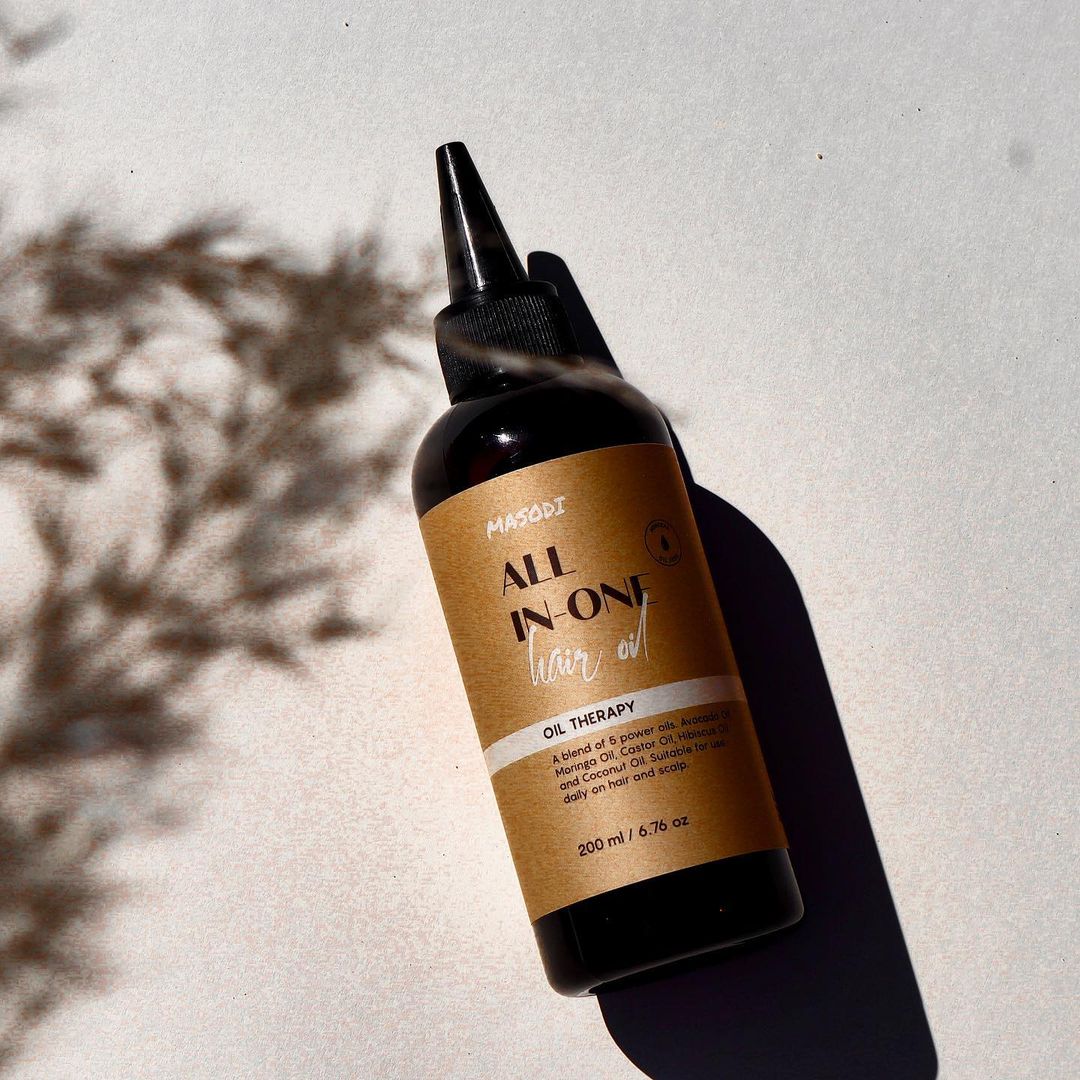 MASODI
ALL
IN-ONE
hair oil
OIL THERAPY
A blend of 5 power oils. Avocado Oil
Moringa Oil, Castor Oil, Hibiscus Oil
and Coconut Oil. Suitable for use
daily on hair and scalp.
200 ml / 6.76 oz